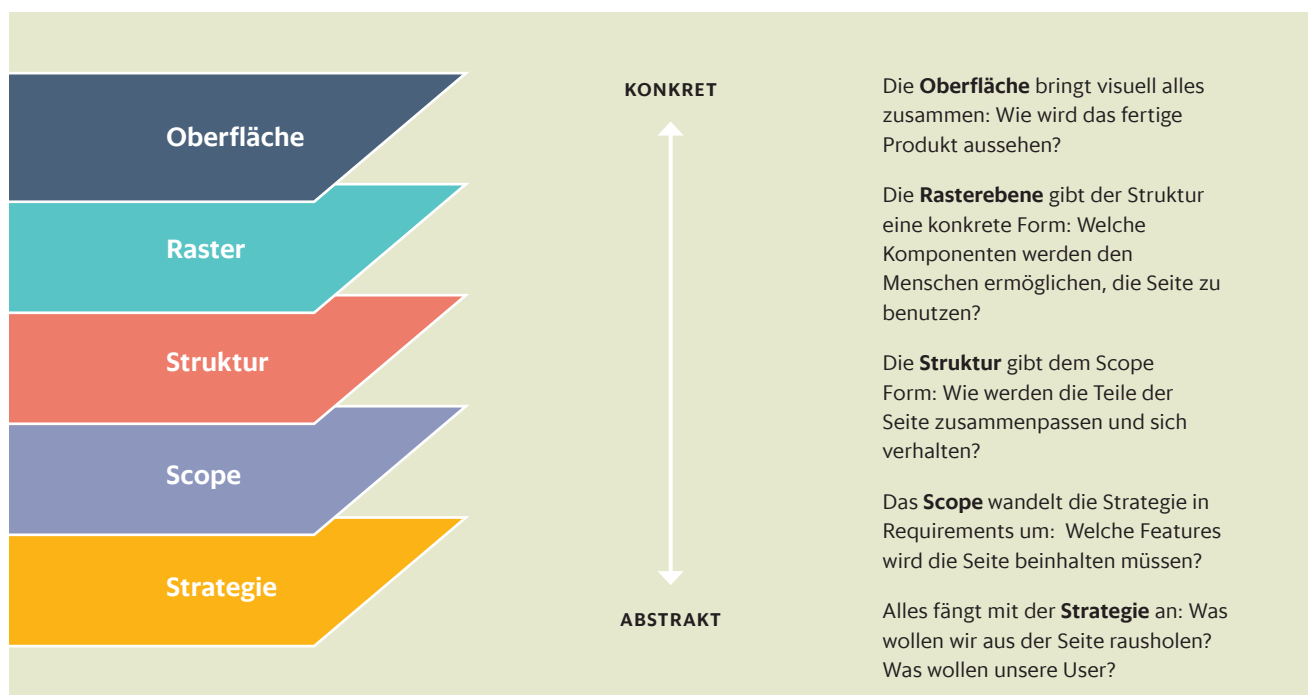 Oberfläche
Raster
Struktur
Scope
Strategie
KONKRET
ABSTRAKT
Die Oberfläche bringt visuell alles
zusammen: Wie wird das fertige
Produkt aussehen?
Die Rasterebene gibt der Struktur
eine konkrete Form: Welche
Komponenten werden den
Menschen ermöglichen, die Seite zu
benutzen?
Die Struktur gibt dem Scope
Form: Wie werden die Teile der
Seite zusammenpassen und sich
verhalten?
Das Scope wandelt die Strategie in
Requirements um:  Welche Features
wird die Seite beinhalten müssen?
Alles fängt mit der Strategie an: Was
wollen wir aus der Seite rausholen?
Was wollen unsere User?